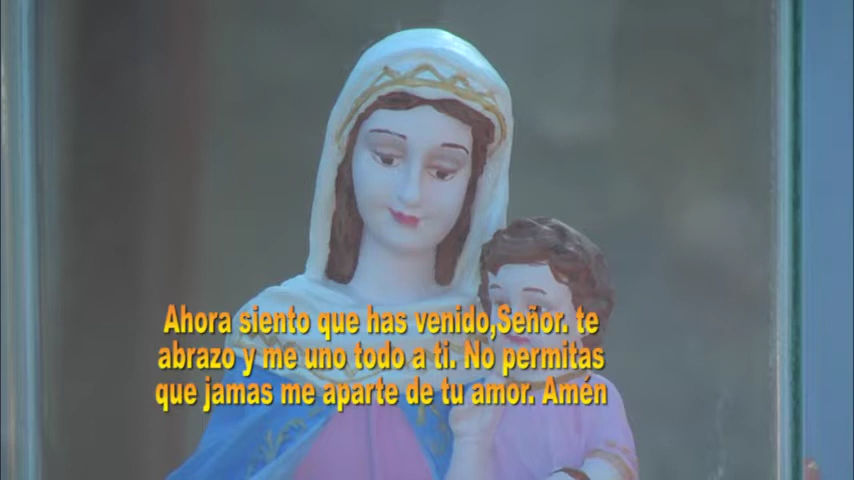 Ahora siento que has venido,Señor. te
abrazo y me uno todo a ti. No permitas
que jamas me aparte de tu amor. Amén